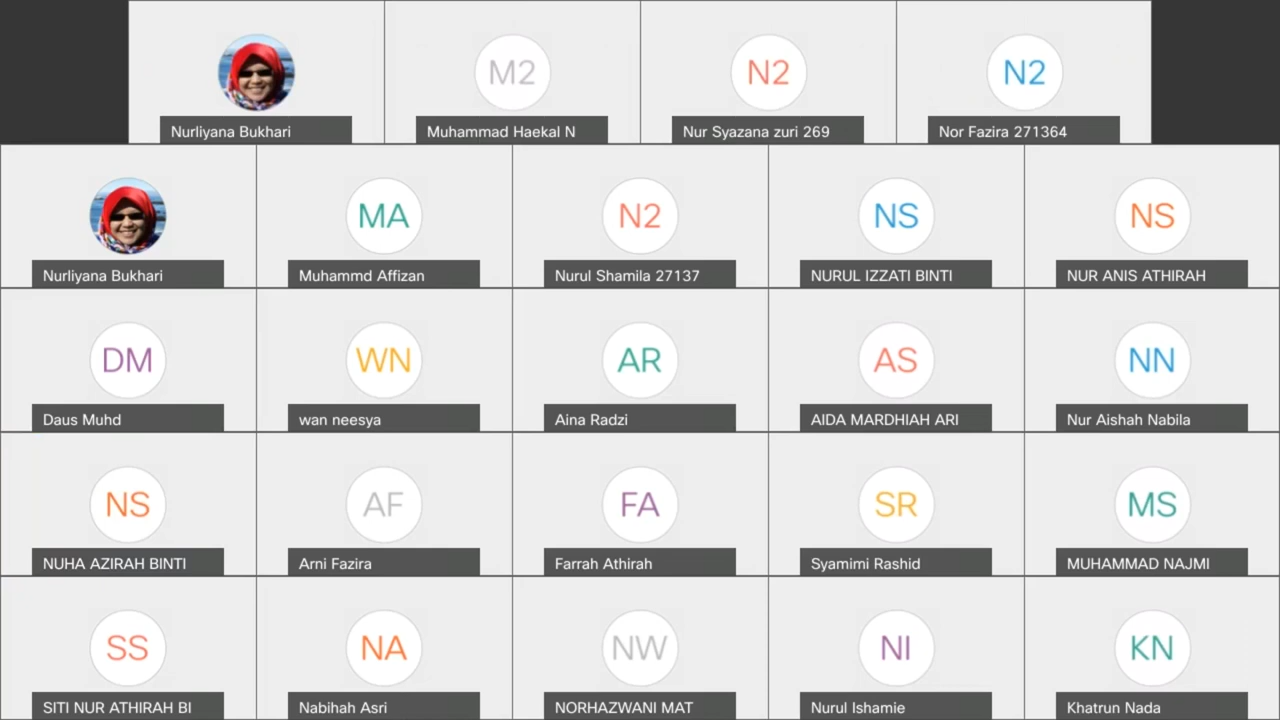 Nurliyana Bukhari
M2
Muhammad Haekal N
N2
Nur Syazana zuri 269
N2
Nor Fazira 271364
Nurliyana Bukhari
MA
Muhammd Affizan
N2
Nurul Shamila 27137
NS
NURUL IZZATI BINTI
NS
NUR ANIS ATHIRAH
DM
Daus Muhd
WN
wan neesya
AR
Aina Radzi
AS
AIDA MARDHIAH ARI
NN
Nur Aishah Nabila
NS
NUHA AZIRAH BINTI
AF
Arni Fazira
FA
Farrah Athirah
SR
Syamimi Rashid
MS
MUHAMMAD NAJMI
SS
SITI NUR ATHIRAH BI
NA
Nabihah Asri
NW
NORHAZWANI MAT
NI
Nurul Ishamie
KN
Khatrun Nada